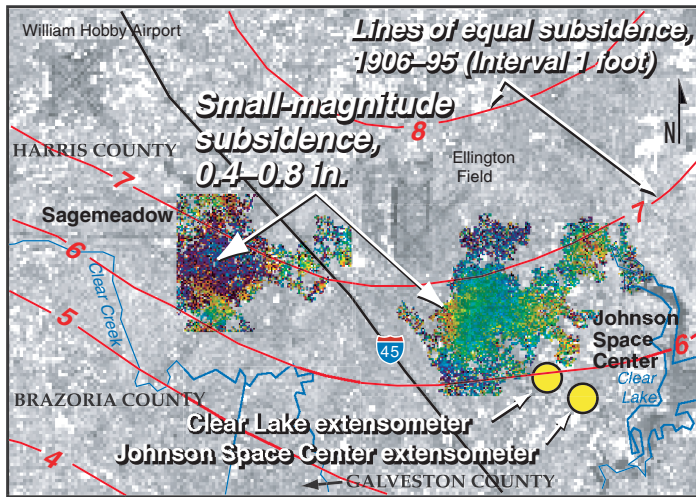 William Hobby Airport
Lines of equal subsidence,
1906–95 (Interval 1 foot)
Small-magnitude
subsidence,
0.4–0.8 in.
8
N
HARRIS COUNTY
Ellington
Field
7
7
Sagemeadow
6
Clear Creek
5
Johnson
Space
Center
6
45
Clear
Lake
BRAZORIA COUNTY
Clear Lake extensometer
Johnson Space Center extensometer
4
GALVESTON COUNTY